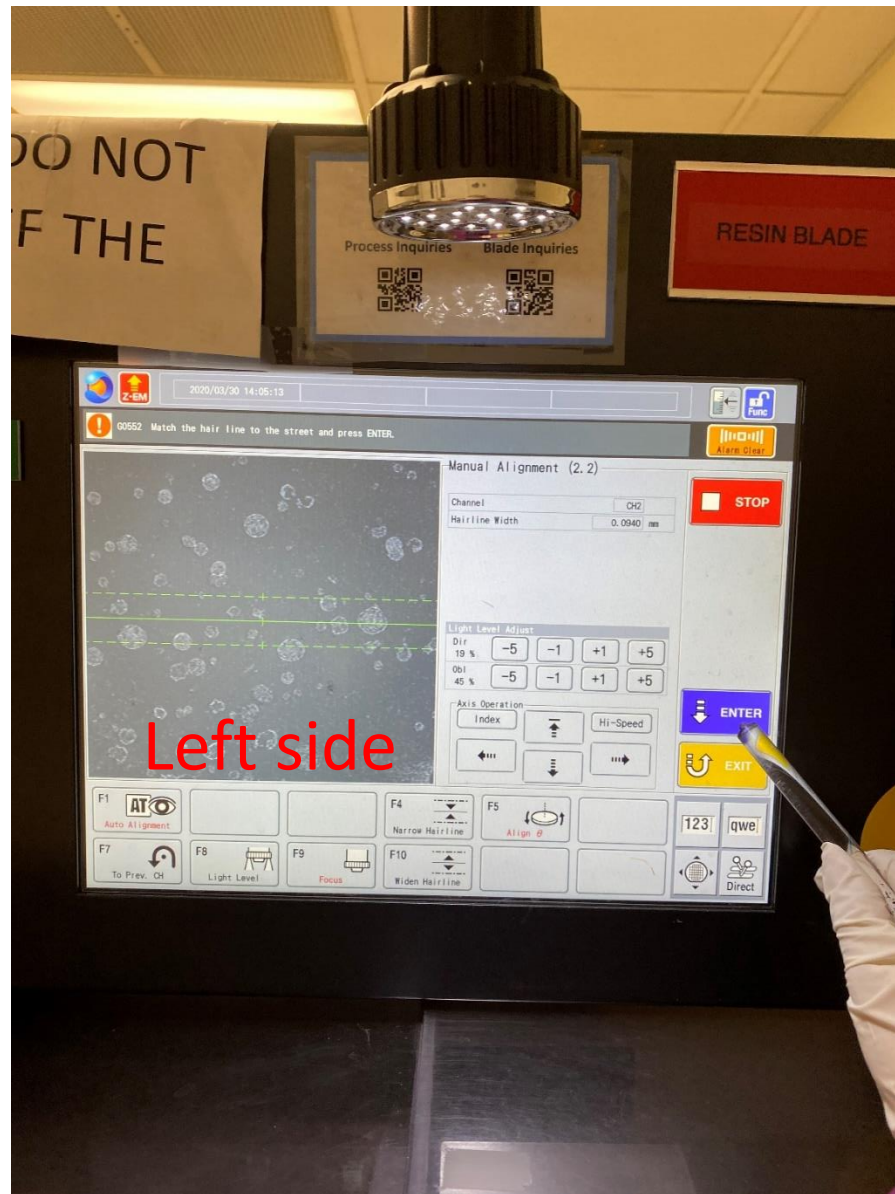 DO NOT
F THE
Process Inquiries
Blade Inquiries
RESIN BLADE
Z-EM
2020/03/30 14:05:13
Func
G0552 Match the hair line to the street and press ENTER.
Alarm Clear
Manual Alignment (2.2)
STOP
Channel CH2
Hairline Width 0.0940 mm
Light Level Adjust
Dir
19 % -5 -1 +1 +5
Obl
45 % -5 -1 +1 +5
Axis Operation
Index Hi-Speed
ENTER
EXIT
Left side
F1 AT
Auto Alignment
F4
Narrow Hairline
F5
Align θ
123 qwe
F7
To Prev. CH
F8
Light Level
F9
Focus
F10
Widen Hairline
Direct